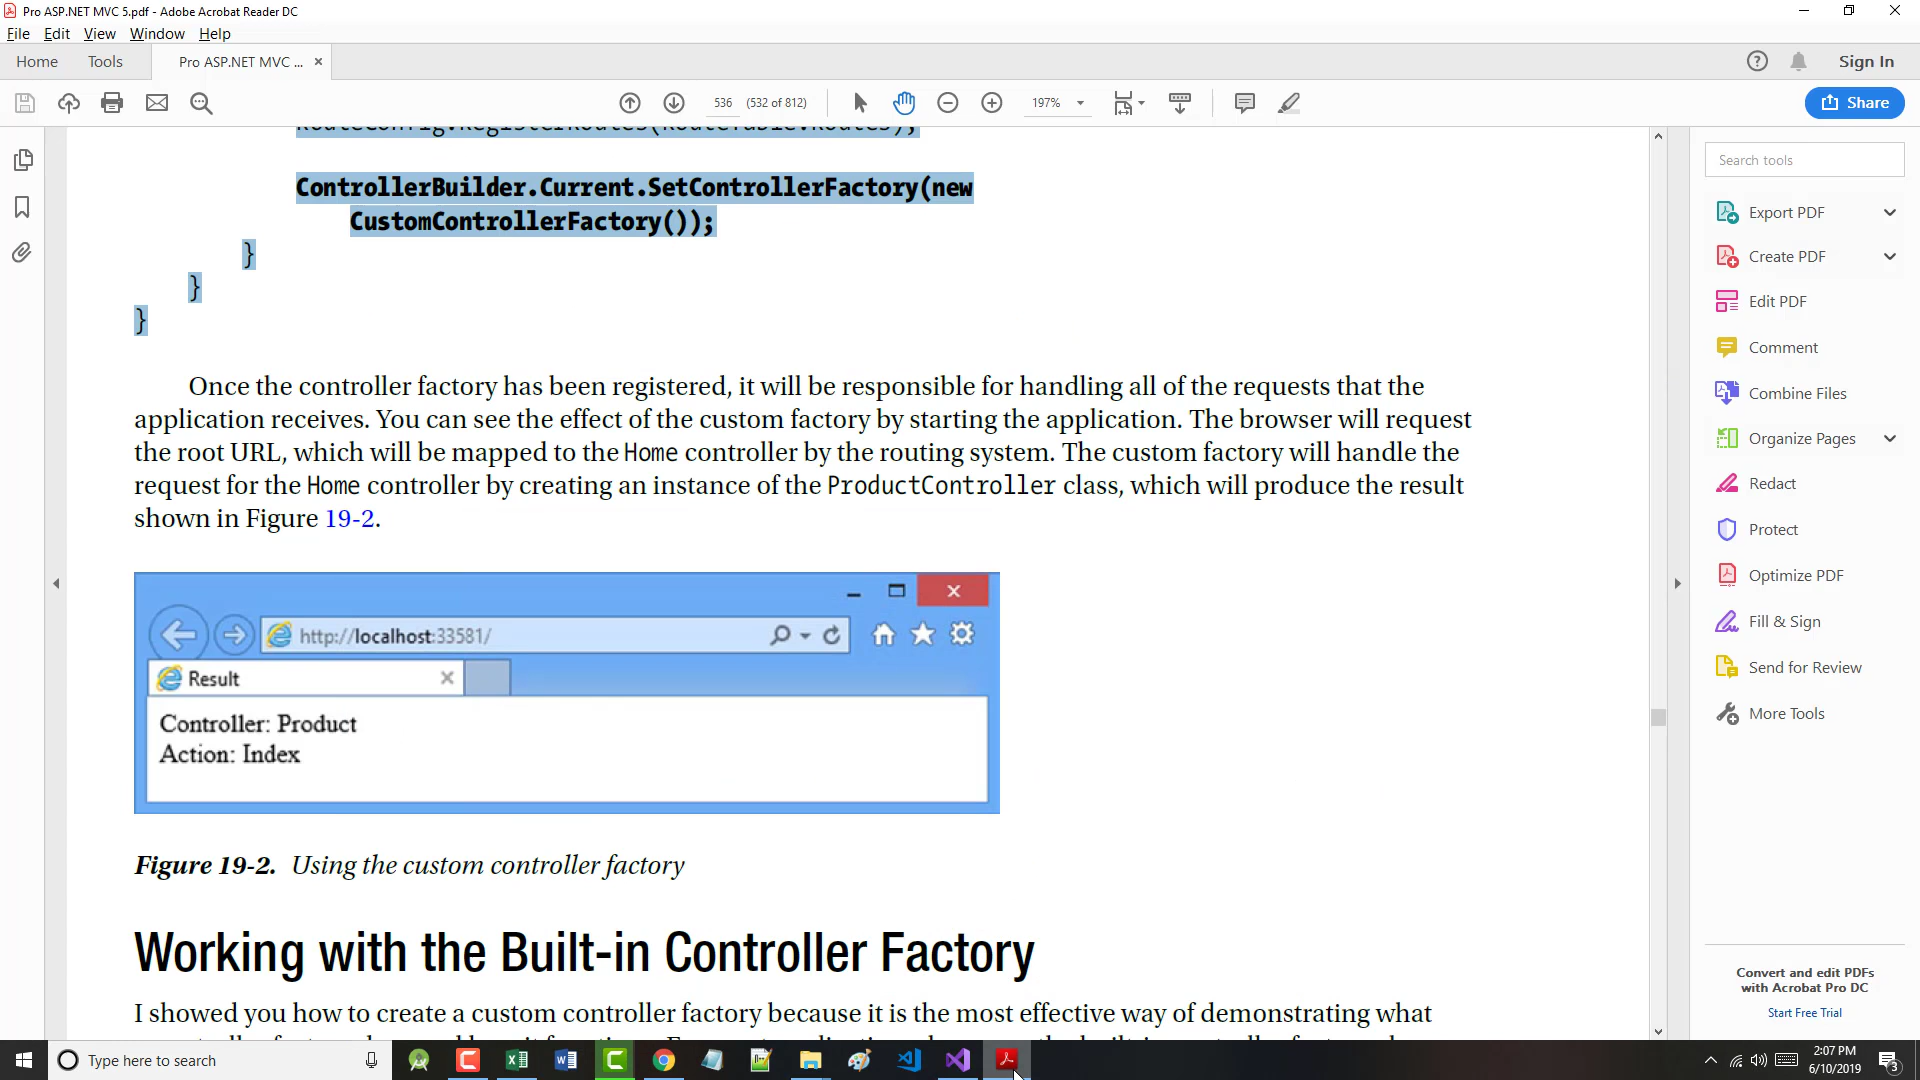 Pro ASP.NET MVC 5.pdf - Adobe Acrobat Reader DC
File Edit View Window Help
Home Tools Pro ASP.NET MVC ... × Sign In
536 (532 of 812) 197% Share
RouteConfig.RegisterRoutes(RouteTable.Routes);
ControllerBuilder.Current.SetControllerFactory(new
CustomControllerFactory());
}
}
}
Once the controller factory has been registered, it will be responsible for handling all of the requests that the
application receives. You can see the effect of the custom factory by starting the application. The browser will request
the root URL, which will be mapped to the Home controller by the routing system. The custom factory will handle the
request for the Home controller by creating an instance of the ProductController class, which will produce the result
shown in Figure 19-2.
http://localhost:33581/
Result
Controller: Product
Action: Index
Figure 19-2. Using the custom controller factory
Working with the Built-in Controller Factory
I showed you how to create a custom controller factory because it is the most effective way of demonstrating what
Search tools
Export PDF
Create PDF
Edit PDF
Comment
Combine Files
Organize Pages
Redact
Protect
Optimize PDF
Fill & Sign
Send for Review
More Tools
Convert and edit PDFs
with Acrobat Pro DC
Start Free Trial
Type here to search
2:07 PM
6/10/2019
3